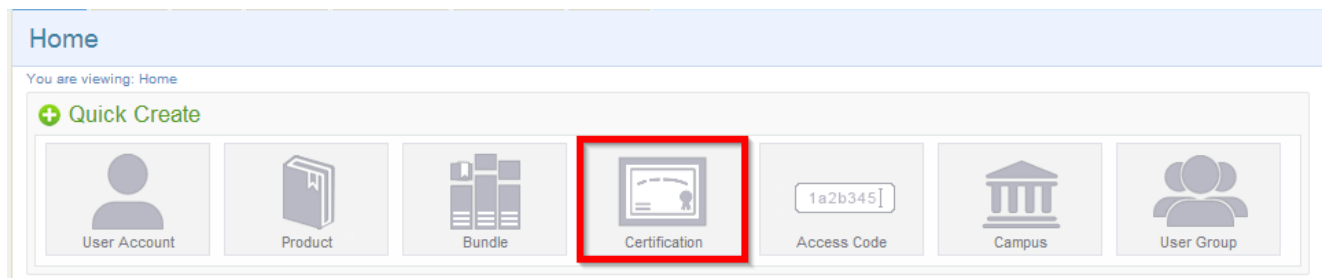 Home
You are viewing: Home
Quick Create
1a2b345
User Account Product Bundle Certification Access Code Campus User Group